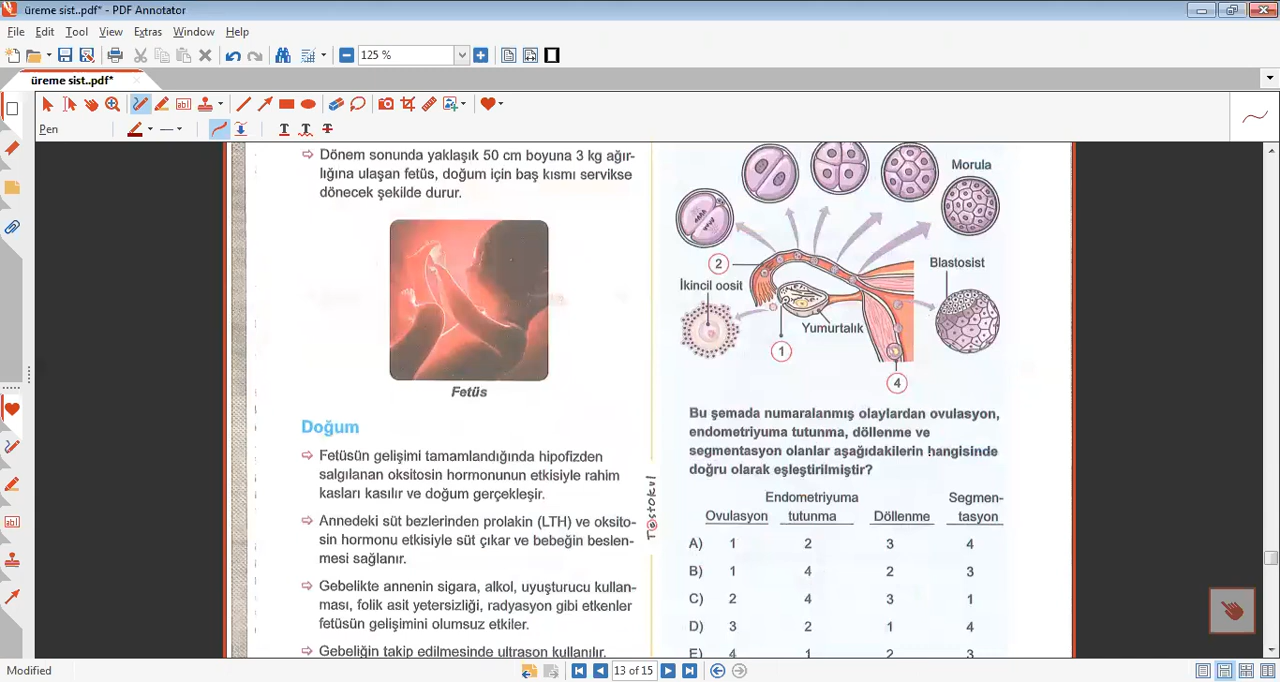 üreme sist..pdf* - PDF Annotator
File Edit Tool View Extras Window Help
125 %
üreme sist..pdf*
Pen
Dönem sonunda yaklaşık 50 cm boyuna 3 kg ağır-
lığına ulaşan fetüs, doğum için baş kısmı servikse
dönecek şekilde durur.
Fetüs
Doğum
Fetüsün gelişimi tamamlandığında hipofizden
salgılanan oksitosin hormonunun etkisiyle rahim
kasları kasılır ve doğum gerçekleşir.
Annedeki süt bezlerinden prolakin (LTH) ve oksito-
sin hormonu etkisiyle süt çıkar ve bebeğin beslen-
mesi sağlanır.
Gebelikte annenin sigara, alkol, uyuşturucu kullan-
ması, folik asit yetersizliği, radyasyon gibi etkenler
fetüsün gelişimini olumsuz etkiler.
Gebeliğin takip edilmesinde ultrason kullanılır.
Testokul
Morula
2
Blastosist
İkincil oosit
Yumurtalık
1
4
Bu şemada numaralanmış olaylardan ovulasyon,
endometriyuma tutunma, döllenme ve
segmentasyon olanlar aşağıdakilerin hangisinde
doğru olarak eşleştirilmiştir?
Endometriyuma Segmen-
Ovulasyon tutunma Döllenme tasyon
A) 1 2 3 4
B) 1 4 2 3
C) 2 4 3 1
D) 3 2 1 4
E) 4 1 2 3
Modified
13 of 15